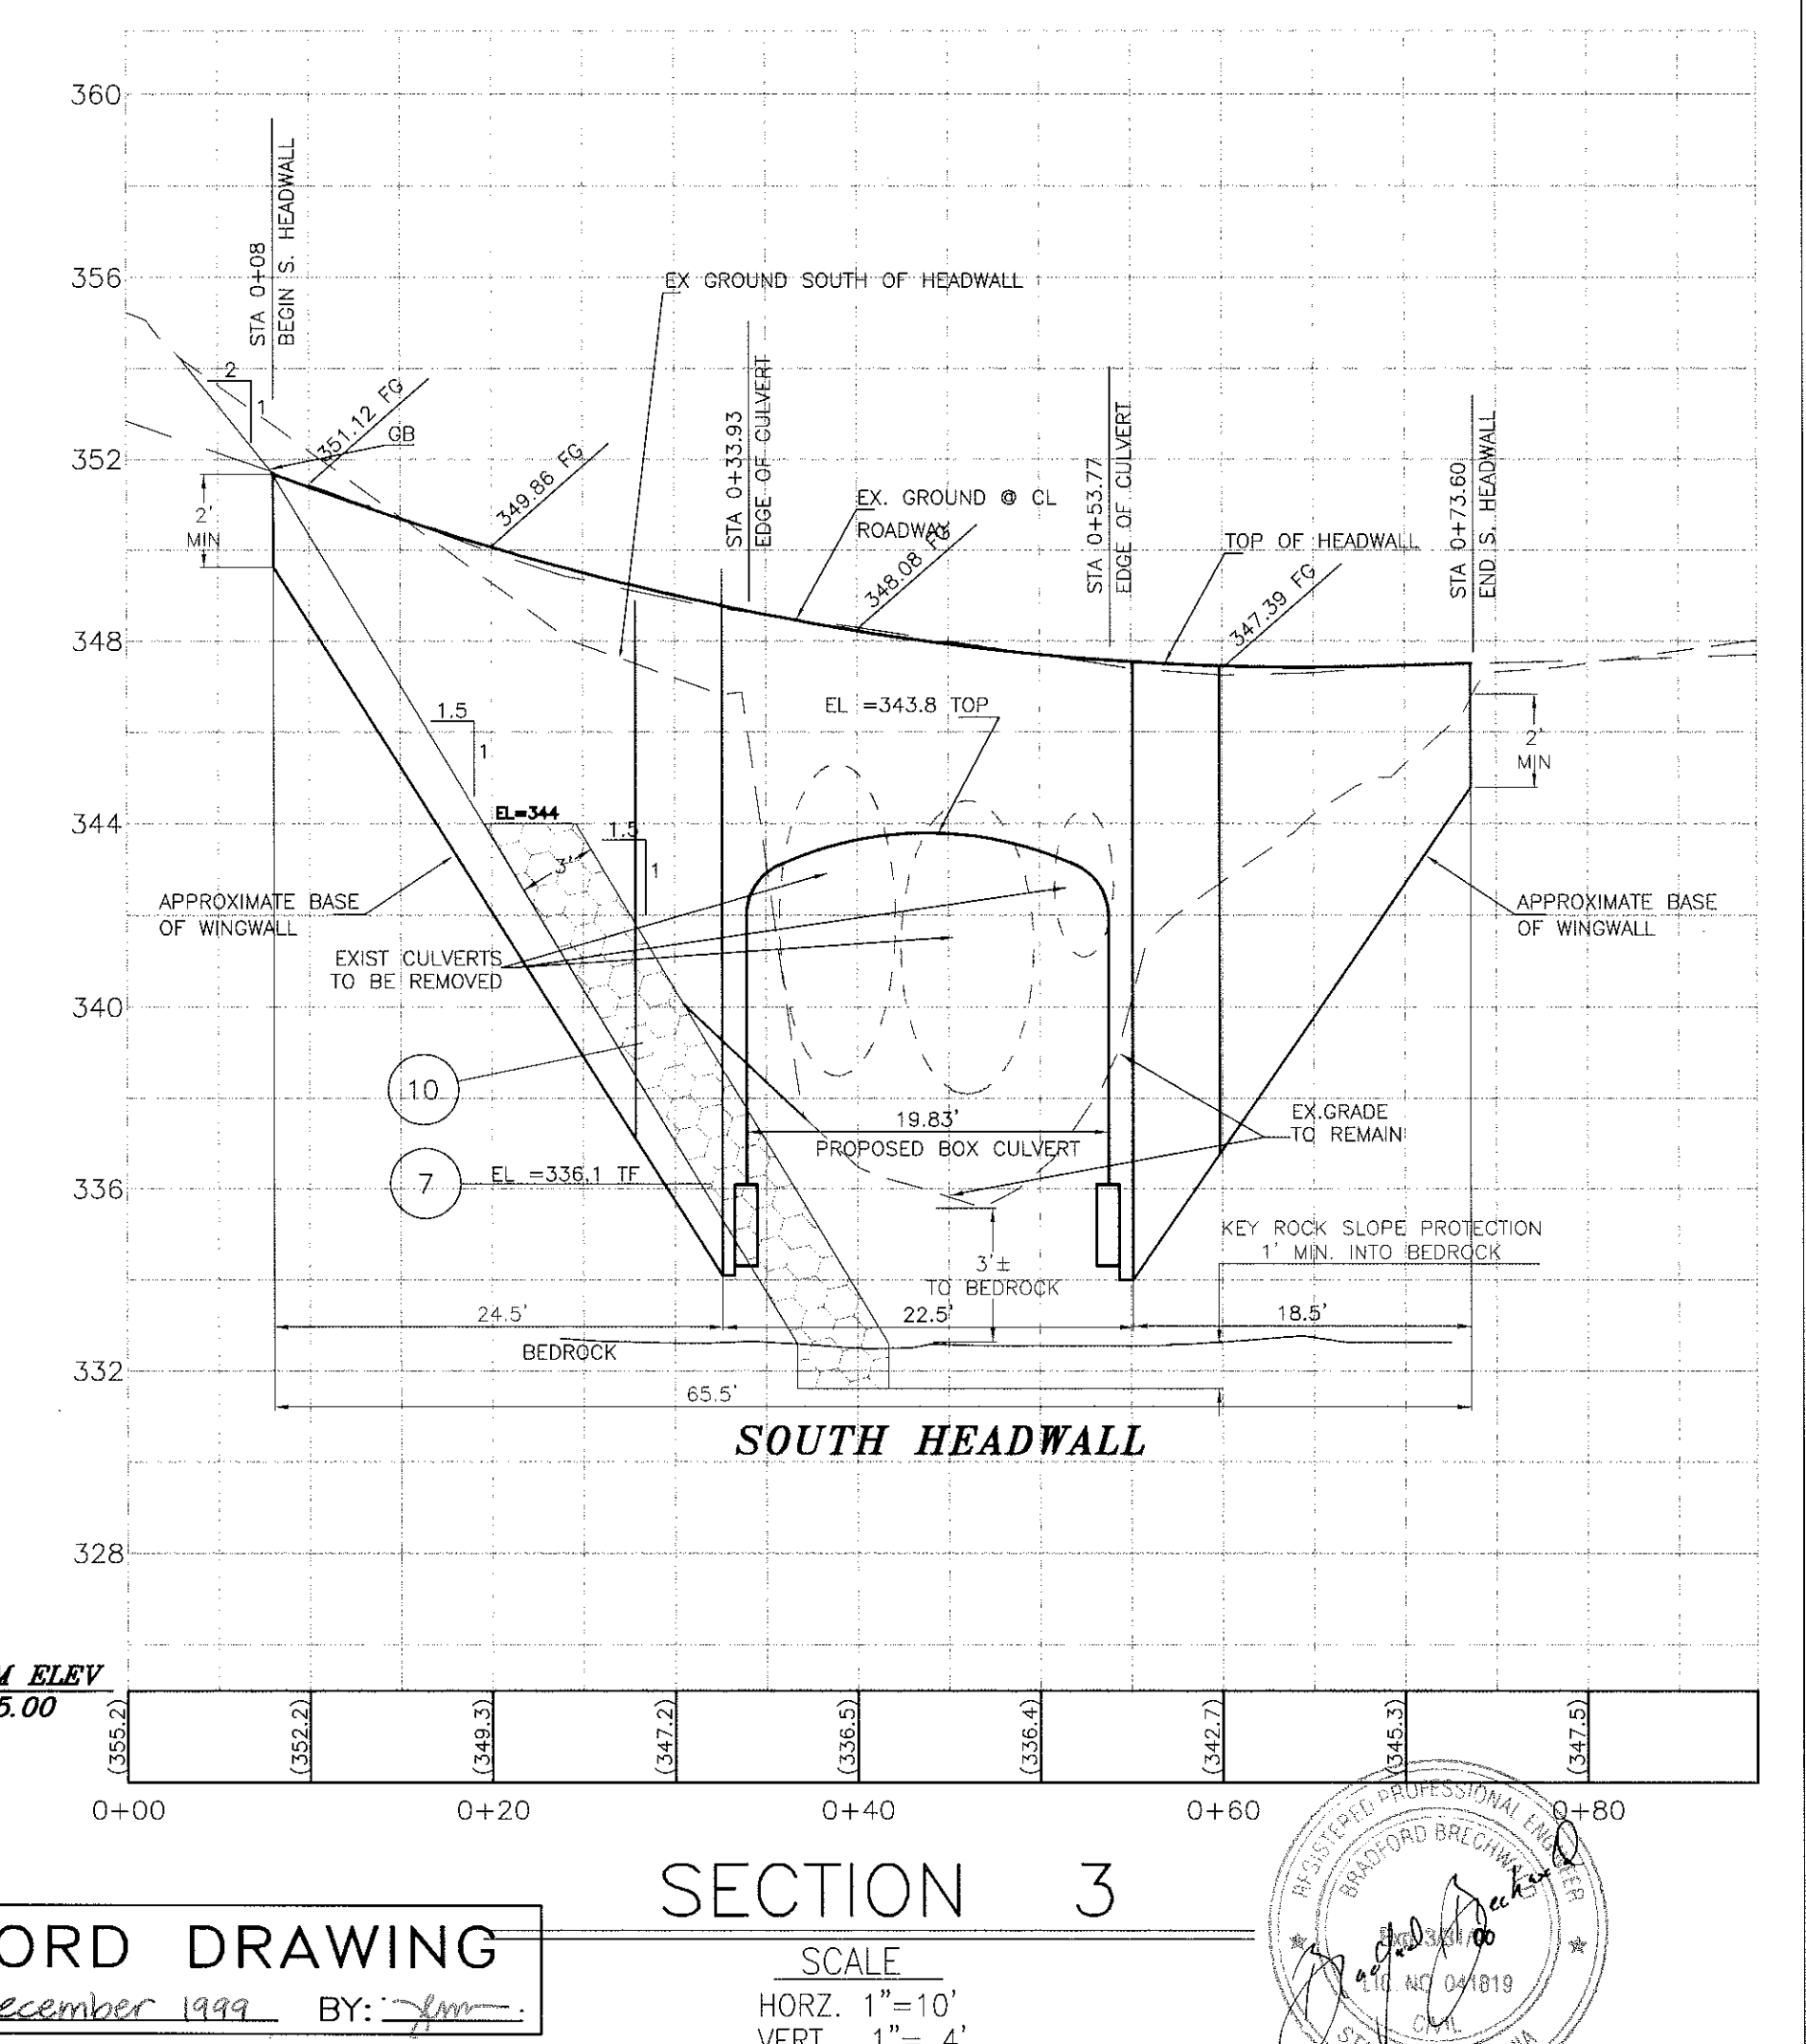 360
356
352
348
344
340
336
332
328
STA 0+08
BEGIN S. HEADWALL
EX GROUND SOUTH OF HEADWALL
2
1
351.12 FG
GB
2'
MIN
349.86 FG
STA 0+33.93
EDGE OF CULVERT
EX. GROUND @ CL
ROADWAY
348.08 FG
STA 0+53.77
EDGE OF CULVERT
TOP OF HEADWALL
347.39 FG
STA 0+73.60
END S. HEADWALL
EL =343.8 TOP
2'
MIN
1.5
1
EL=344
1.5
1
3'
APPROXIMATE BASE
OF WINGWALL
EXIST CULVERTS
TO BE REMOVED
APPROXIMATE BASE
OF WINGWALL
10
7
EL =336.1 TF
19.83'
PROPOSED BOX CULVERT
EX.GRADE
TO REMAIN
KEY ROCK SLOPE PROTECTION
1' MIN. INTO BEDROCK
3'±
TO BEDROCK
24.5'
22.5'
18.5'
BEDROCK
65.5'
SOUTH HEADWALL
ELEV
5.00
(355.2)
(352.2)
(349.3)
(347.2)
(336.5)
(336.4)
(342.7)
(345.3)
(347.5)
0+00
0+20
0+40
0+60
0+80
SECTION 3
SCALE
HORZ. 1"=10'
VERT. 1"= 4'
ORD DRAWING
ecember 1999 BY:
REGISTERED PROFESSIONAL ENGINEER
BRADFORD BRECHWALD
Exp. 3/31/00
LIC. NO. 041819
CIVIL